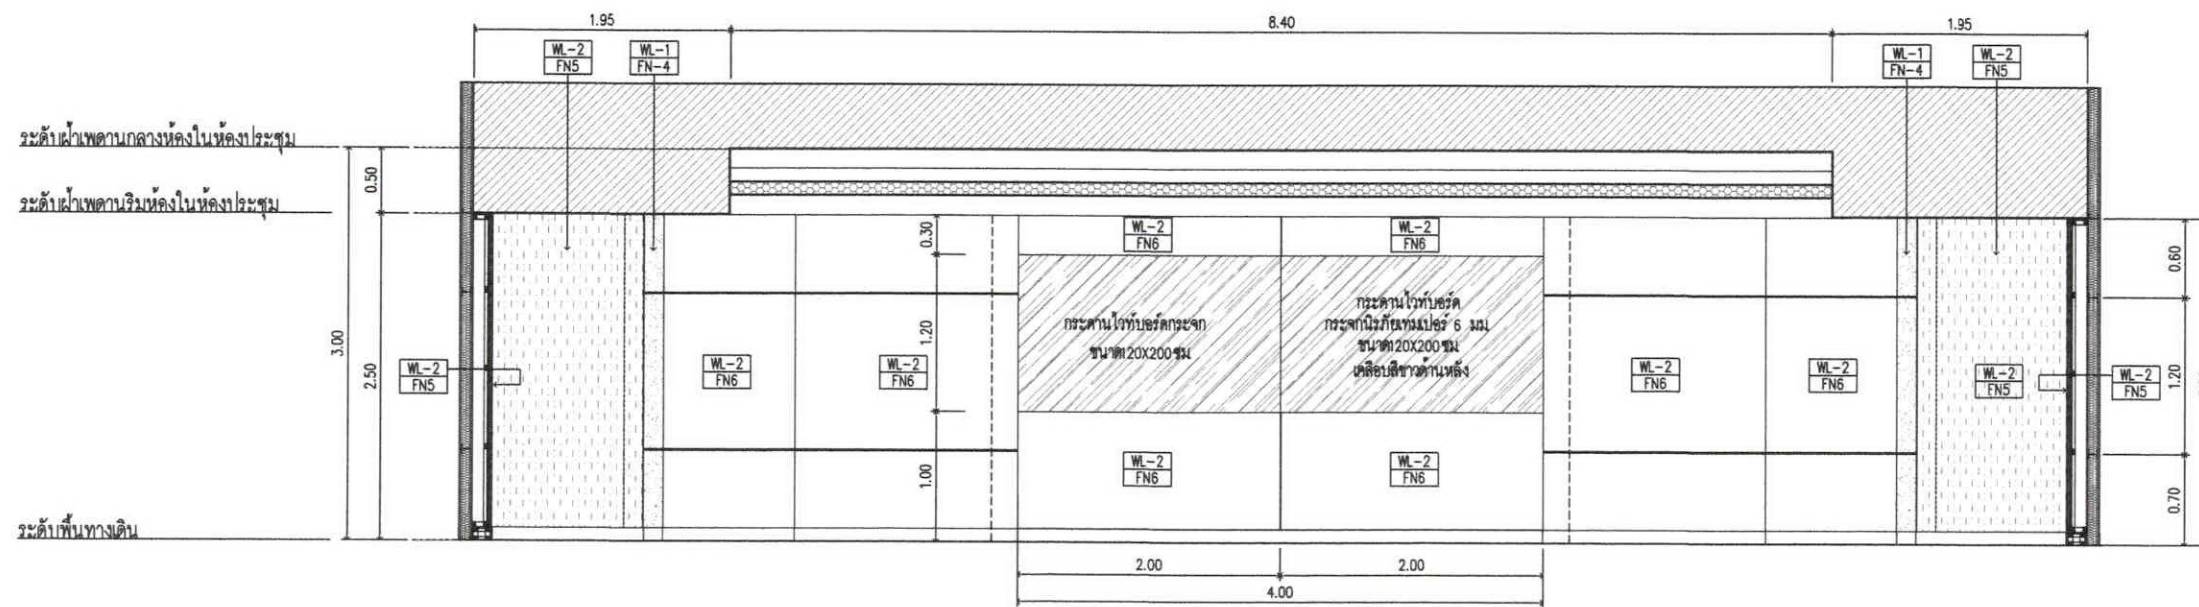 1.95
8.40
1.95
WL-2
FN5
WL-1
FN-4
WL-1
FN-4
WL-2
FN5
ระดับฝ้าเพดานกลางห้องในห้องประชุม
0.50
ระดับฝ้าเพดานริมห้องในห้องประชุม
0.30
WL-2
FN6
WL-2
FN6
0.60
3.00
2.50
1.20
กระดานไวท์บอร์ดกระจก
ขนาด120X200ซม
กระดานไวท์บอร์ด
กระจกนิรภัยเทมเปอร์ 6 มม.
ขนาด120X200ซม
เคลือบสีขาวด้านหลัง
WL-2
FN5
WL-2
FN6
WL-2
FN6
WL-2
FN6
WL-2
FN6
WL-2
FN5
WL-2
FN5
1.20
1.00
WL-2
FN6
WL-2
FN6
0.70
ระดับพื้นทางเดิน
2.00
2.00
4.00